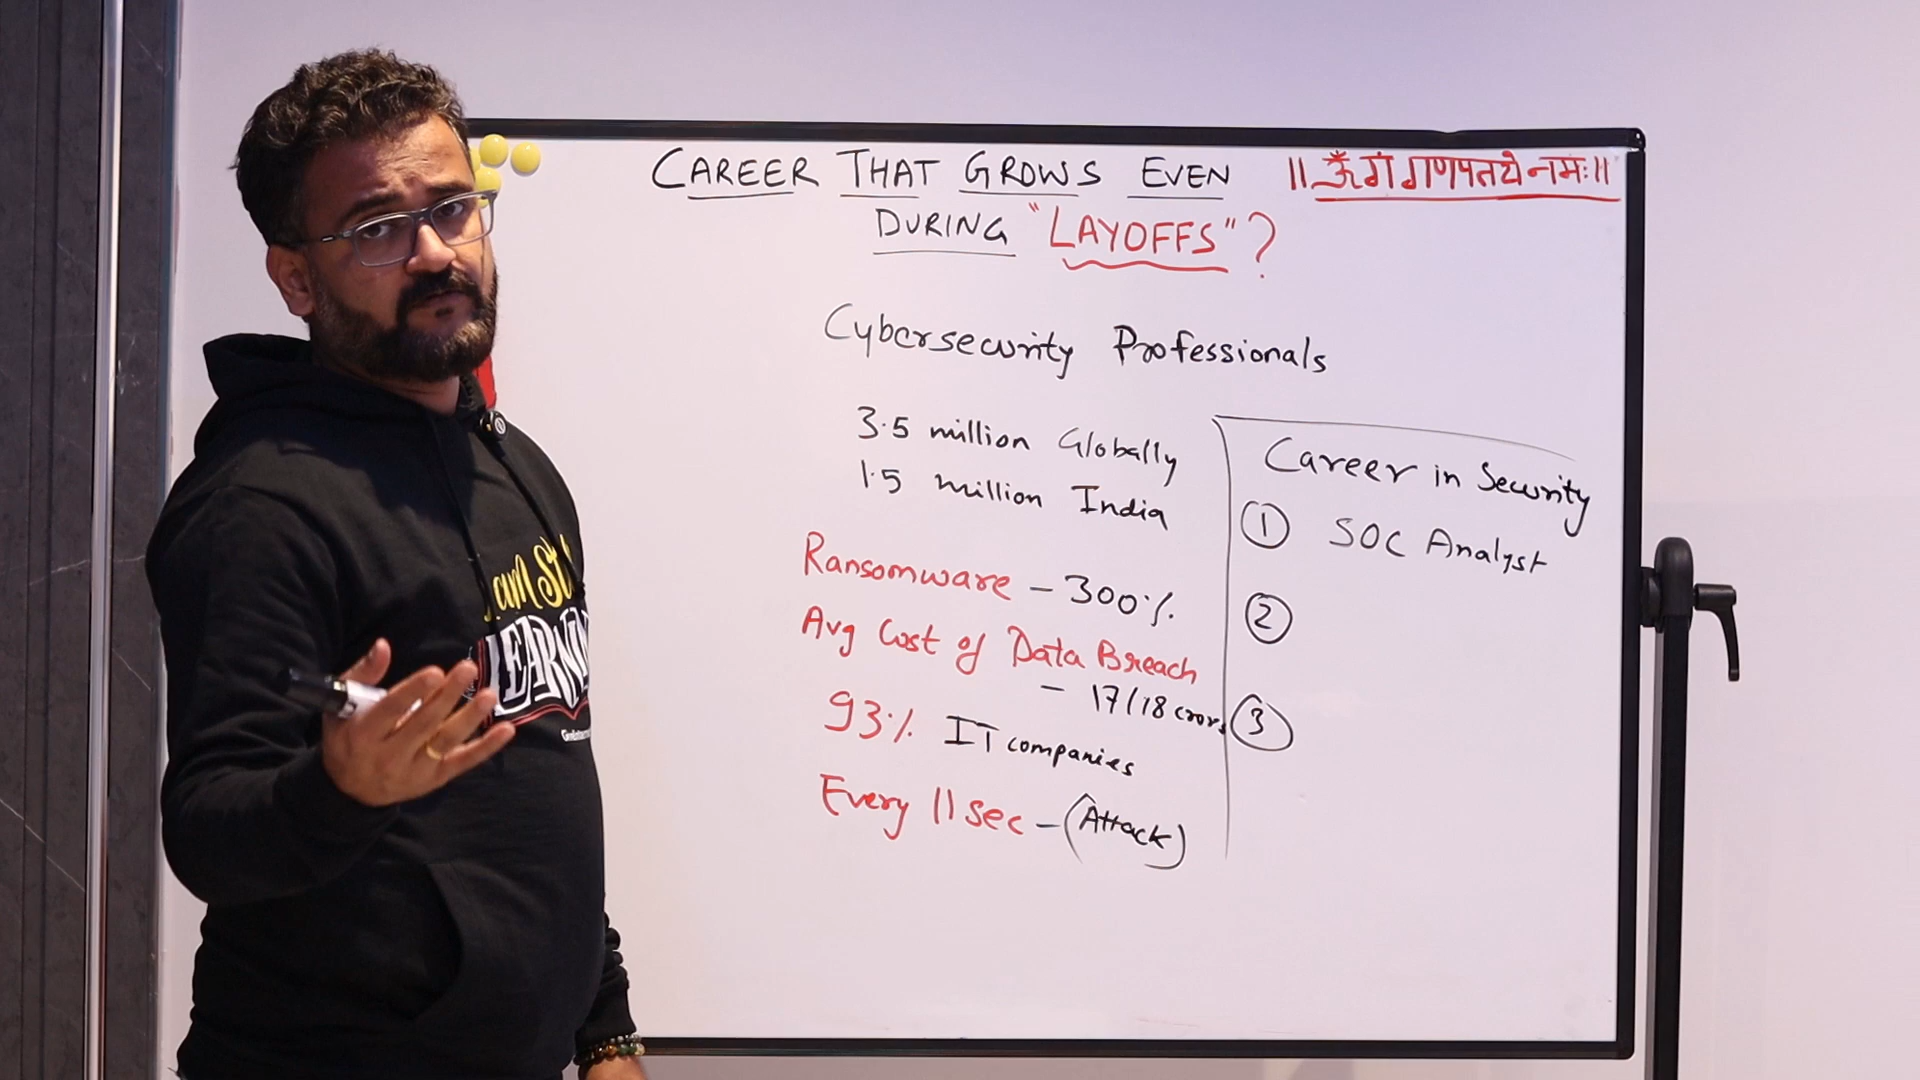 CAREER THAT GROWS EVEN
DURING "LAYOFFS"?
॥ ॐ गं गणपतये नमः ॥
Cybersecurity Professionals
3.5 million Globally
1.5 million India
Ransomware - 300%.
Avg Cost of Data Breach
- 17/18 crores
93% IT companies
Every 11 sec - (Attack)
Career in Security
1 SOC Analyst
2
3
LEARNIN